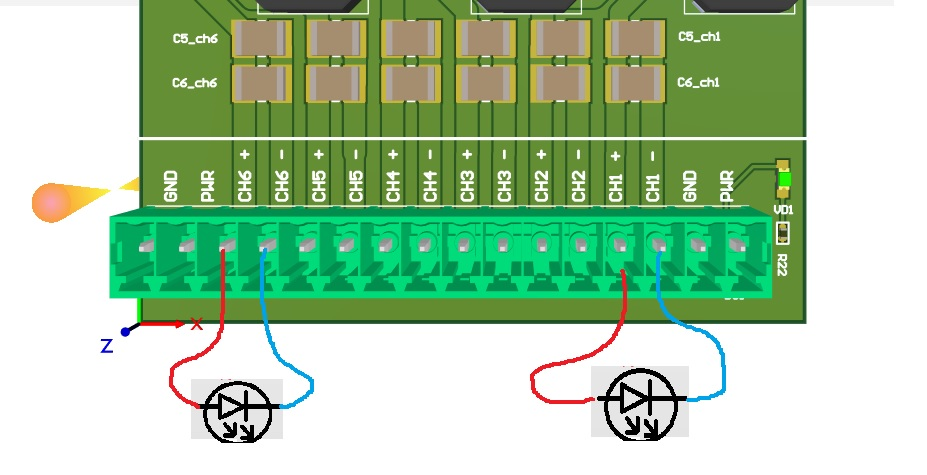 C5_ch6
C5_ch1
C6_ch6
C6_ch1
GND
PWR
CH6 +
CH6 -
CH5 +
CH5 -
CH4 +
CH4 -
CH3 +
CH3 -
CH2 +
CH2 -
CH1 +
CH1 -
GND
PWR
VD1
R22
X
Z